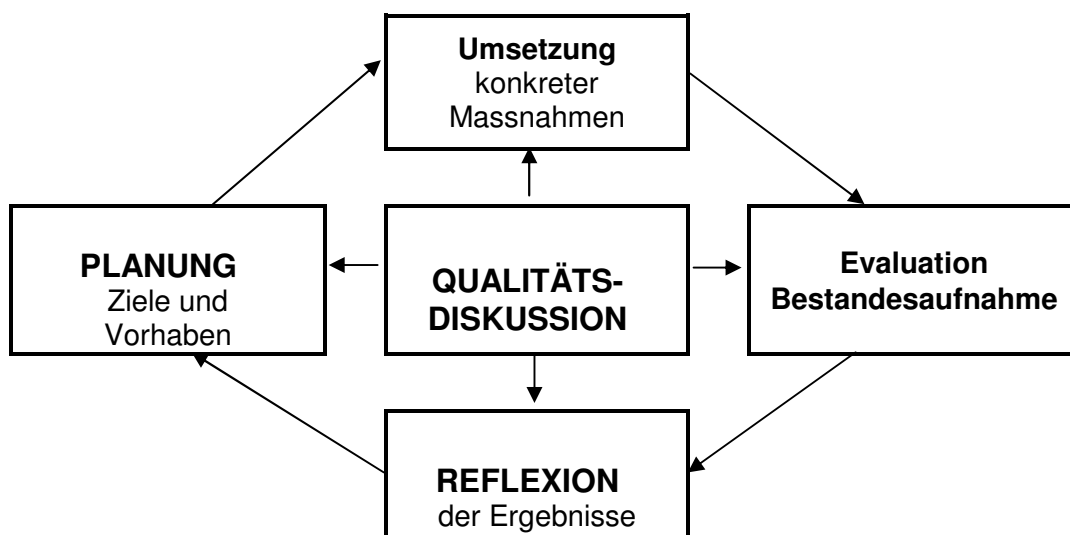 Umsetzung
konkreter
Massnahmen
PLANUNG
Ziele und
Vorhaben
QUALITÄTS-
DISKUSSION
Evaluation
Bestandesaufnahme
REFLEXION
der Ergebnisse